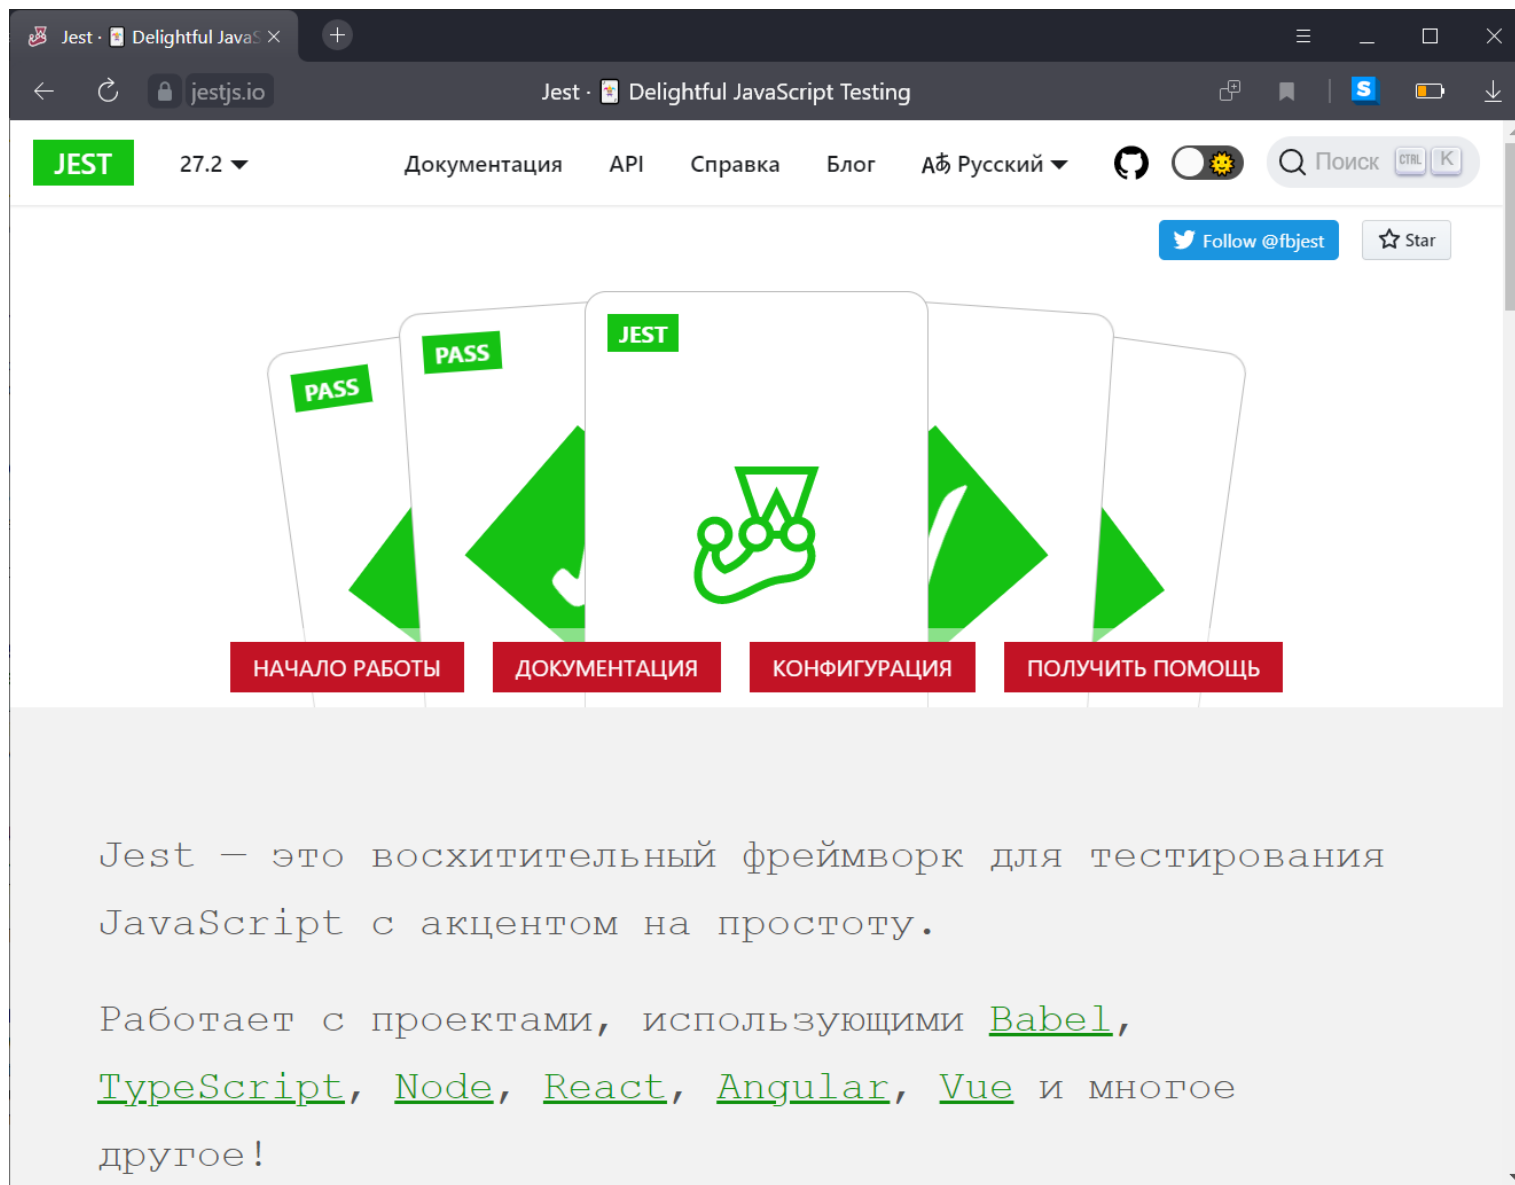 Jest · 🃏 Delightful JavaS
jestjs.io
Jest · 🃏 Delightful JavaScript Testing
S
JEST
27.2
Документация
API
Справка
Блог
Aあ Русский
Поиск
CTRL
K
Follow @fbjest
Star
PASS
PASS
JEST
НАЧАЛО РАБОТЫ
ДОКУМЕНТАЦИЯ
КОНФИГУРАЦИЯ
ПОЛУЧИТЬ ПОМОЩЬ
Jest — это восхитительный фреймворк для тестирования
JavaScript с акцентом на простоту.
Работает с проектами, использующими Babel,
TypeScript, Node, React, Angular, Vue и многое
другое!